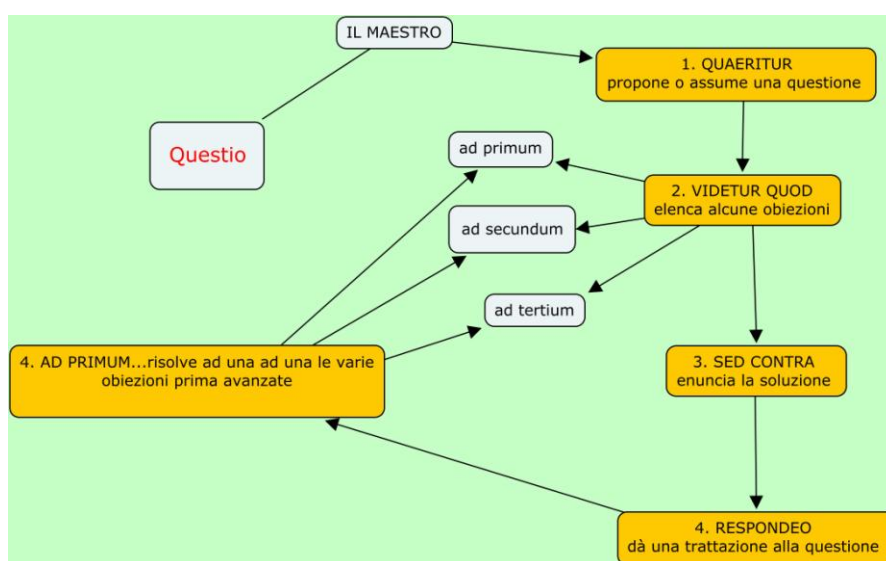 IL MAESTRO
Questio
1. QUAERITUR
propone o assume una questione
ad primum
2. VIDETUR QUOD
elenca alcune obiezioni
ad secundum
ad tertium
4. AD PRIMUM...risolve ad una ad una le varie
obiezioni prima avanzate
3. SED CONTRA
enuncia la soluzione
4. RESPONDEO
dà una trattazione alla questione